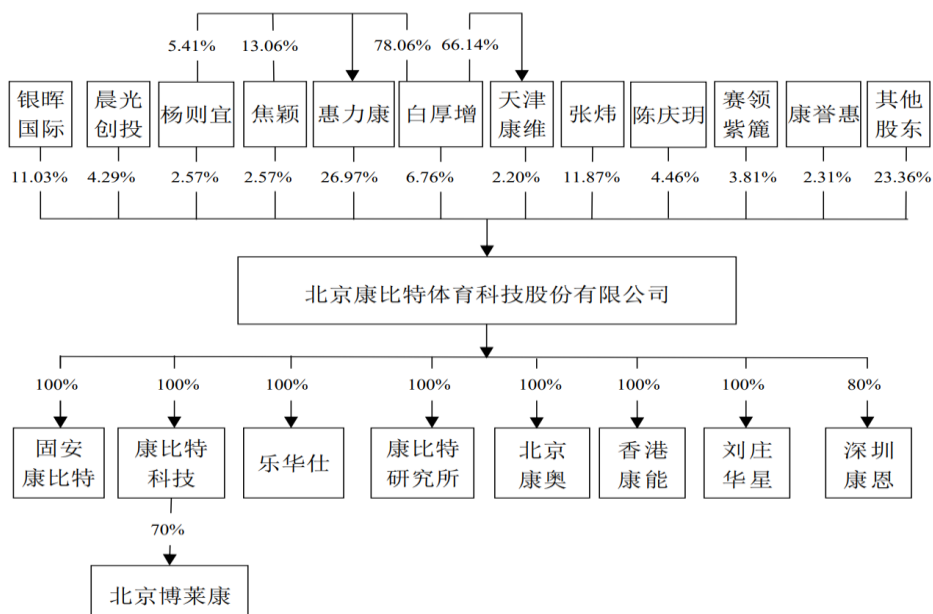 5.41% 13.06% 78.06% 66.14%
银晖 晨光 杨则宜 焦颖 惠力康 白厚增 天津 张炜 陈庆玥 赛领 康誉惠 其他
国际 创投 康维 紫簏 股东
11.03% 4.29% 2.57% 2.57% 26.97% 6.76% 2.20% 11.87% 4.46% 3.81% 2.31% 23.36%
北京康比特体育科技股份有限公司
100% 100% 100% 100% 100% 100% 100% 80%
固安 康比特 乐华仕 康比特 北京 香港 刘庄 深圳
康比特 科技 研究所 康奥 康能 华星 康恩
70%
北京博莱康